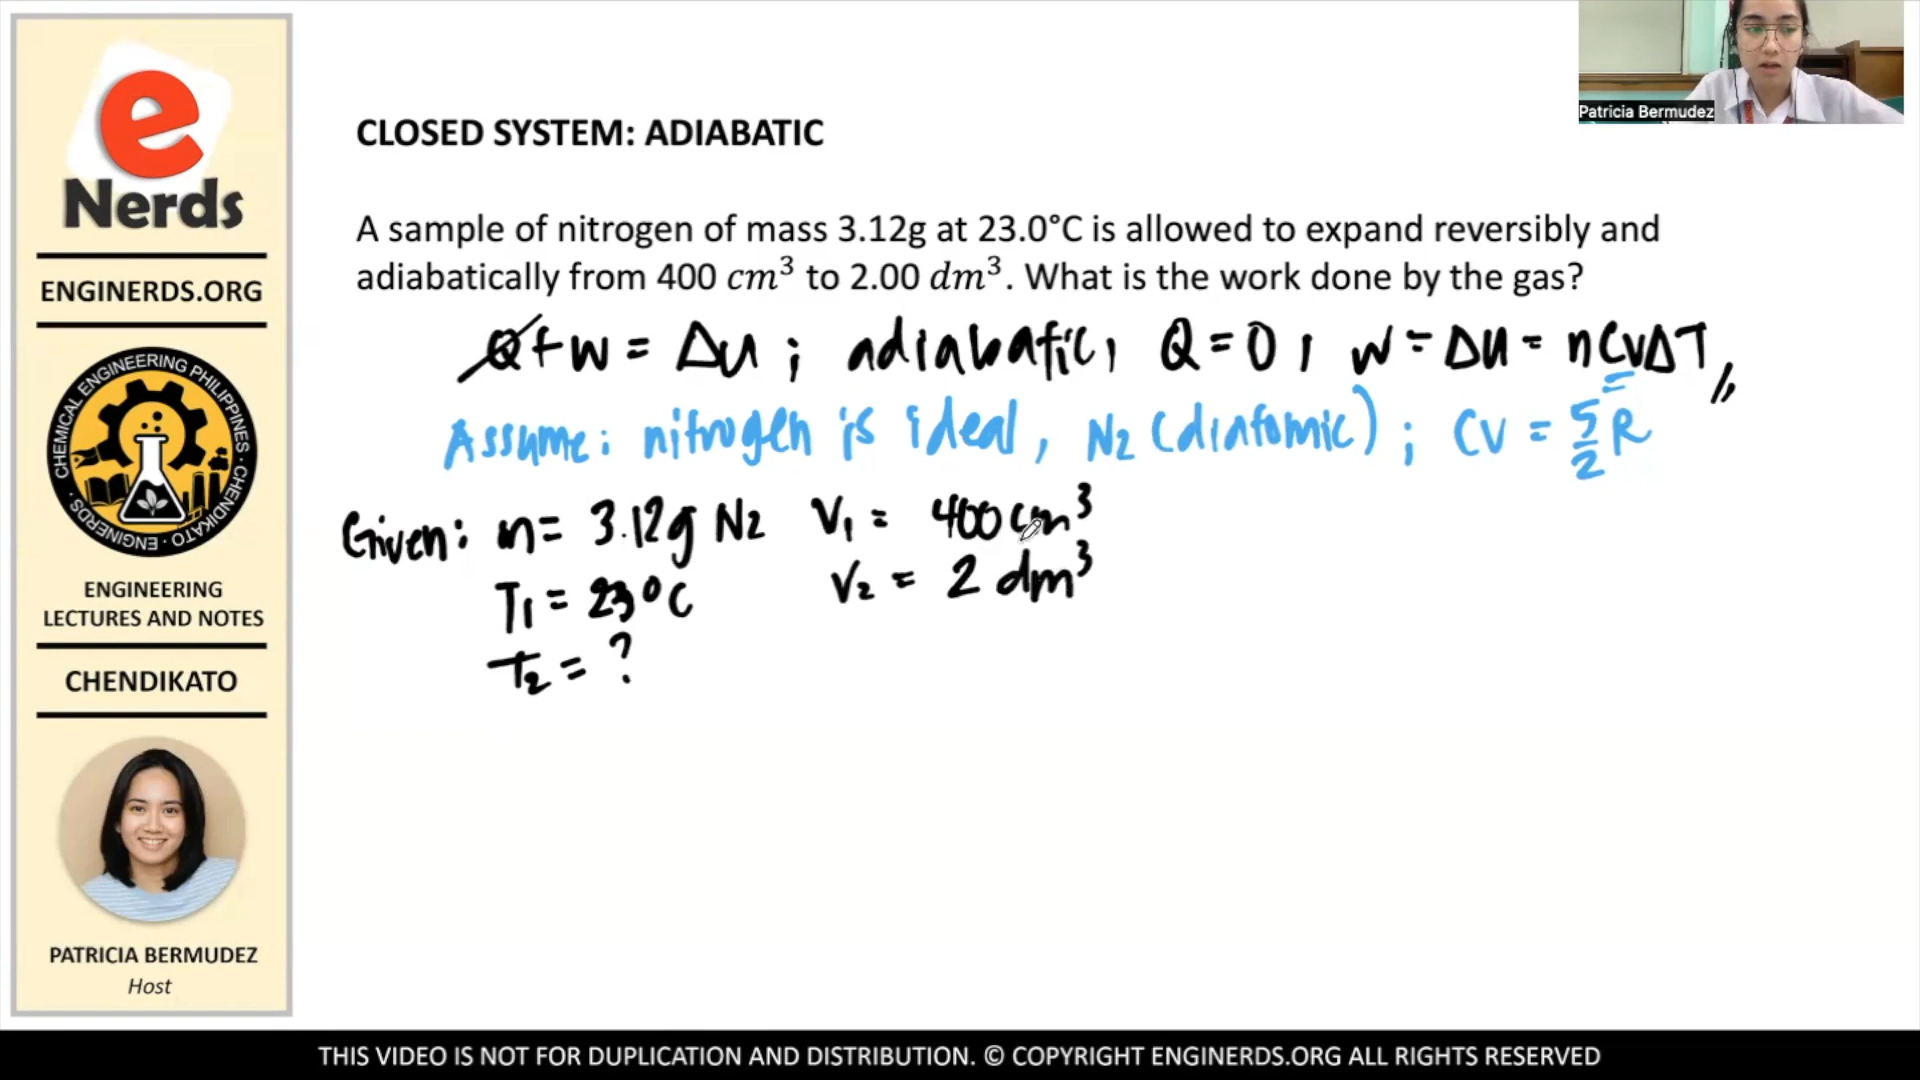 e
Nerds
ENGINERDS.ORG
CHEMICAL ENGINEERING PHILIPPINES
· CHENDIKATO · ENGINERDS ·
ENGINEERING
LECTURES AND NOTES
CHENDIKATO
PATRICIA BERMUDEZ
Host
Patricia Bermudez
CLOSED SYSTEM: ADIABATIC
A sample of nitrogen of mass 3.12g at 23.0°C is allowed to expand reversibly and
adiabatically from 400 cm³ to 2.00 dm³. What is the work done by the gas?
Q + W = ΔU ; adiabatic, Q = 0, W = ΔU = nCvΔT
Assume: nitrogen is ideal, N2 (diatomic) ; Cv = 5/2 R
Given: m = 3.12g N2 V1 = 400 cm³
T1 = 23°C V2 = 2 dm³
T2 = ?
THIS VIDEO IS NOT FOR DUPLICATION AND DISTRIBUTION. © COPYRIGHT ENGINERDS.ORG ALL RIGHTS RESERVED